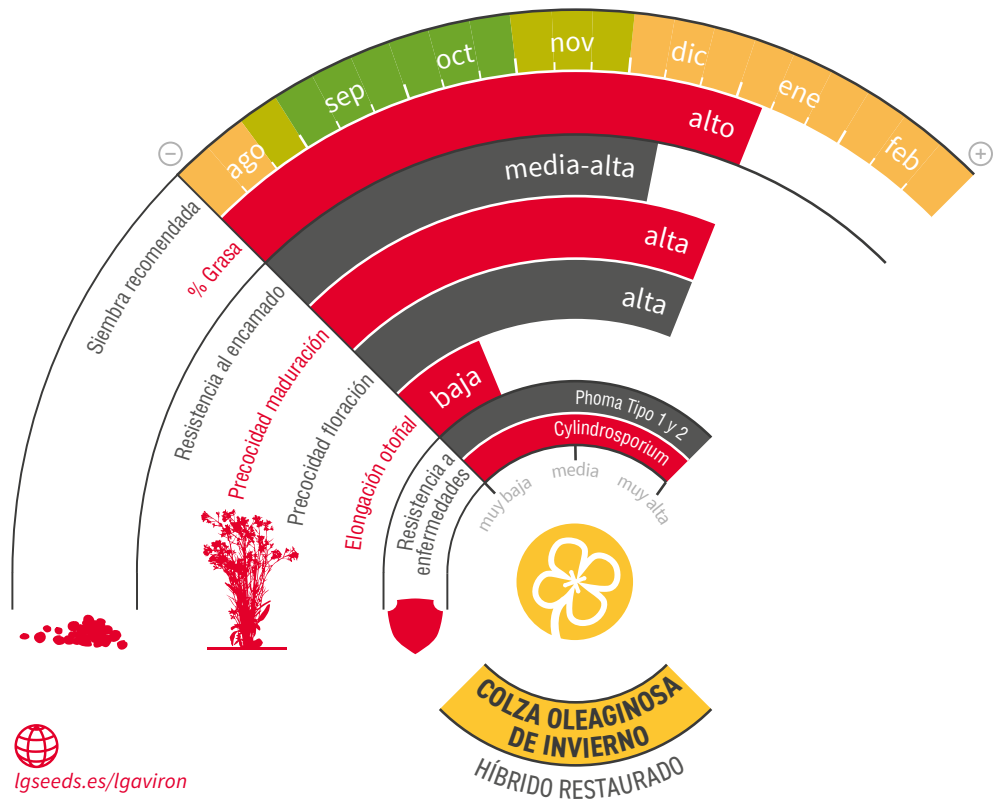 ago
sep
oct
nov
dic
ene
feb
−
+
Siembra recomendada
% Grasa
alto
Resistencia al encamado
media-alta
Precocidad maduración
alta
Precocidad floración
alta
Elongación otoñal
baja
Resistencia a
enfermedades
Phoma Tipo 1 y 2
Cylindrosporium
muy baja
media
muy alta
COLZA OLEAGINOSA
DE INVIERNO
HÍBRIDO RESTAURADO
lgseeds.es/lgaviron